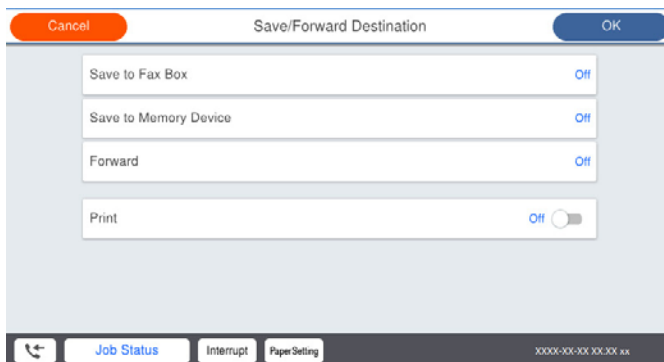 Cancel Save/Forward Destination OK
Save to Fax Box Off
Save to Memory Device Off
Forward Off
Print Off
Job Status Interrupt PaperSetting XXXX-XX-XX XX:XX xx